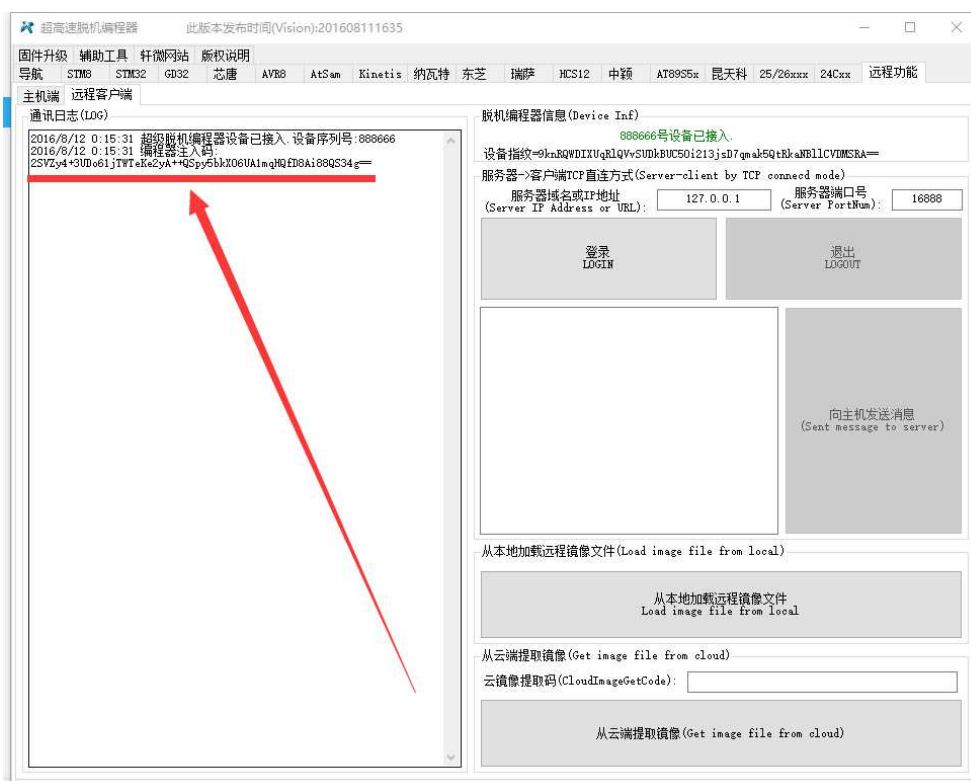 超高速脱机编程器 此版本发布时间(Vision):201608111635
固件升级 辅助工具 轩微网站 版权说明
导航 STM8 STM32 GD32 芯唐 AVR8 AtSam Kinetis 纳瓦特 东芝 瑞萨 HCS12 中颖 AT89S5x 昆天科 25/26xxx 24Cxx 远程功能
主机端 远程客户端
通讯日志(LOG)
2016/8/12 0:15:31 超级脱机编程器设备已接入.设备序列号:888666
2016/8/12 0:15:31 编程器注入码:
2SVZy4+3UDo61jTWTeKe2yA++QSpy5bkXO6UA1mqHQfD8Ai88QS34g==
脱机编程器信息(Device Inf)
888666号设备已接入.
设备指纹=9knRQWDIXUqRlQVvSUDkBUC5Oi213jsD7qmak5QtRkaNBllCVDMSRA==
服务器->客户端TCP直连方式(Server-client by TCP connecd mode)
服务器域名或IP地址
(Server IP Address or URL):
127.0.0.1
服务器端口号
(Server PortNum):
16888
登录
LOGIN
退出
LOGOUT
向主机发送消息
(Sent message to server)
从本地加载远程镜像文件(Load image file from local)
从本地加载远程镜像文件
Load image file from local
从云端提取镜像(Get image file from cloud)
云镜像提取码(CloudImageGetCode):
从云端提取镜像(Get image file from cloud)